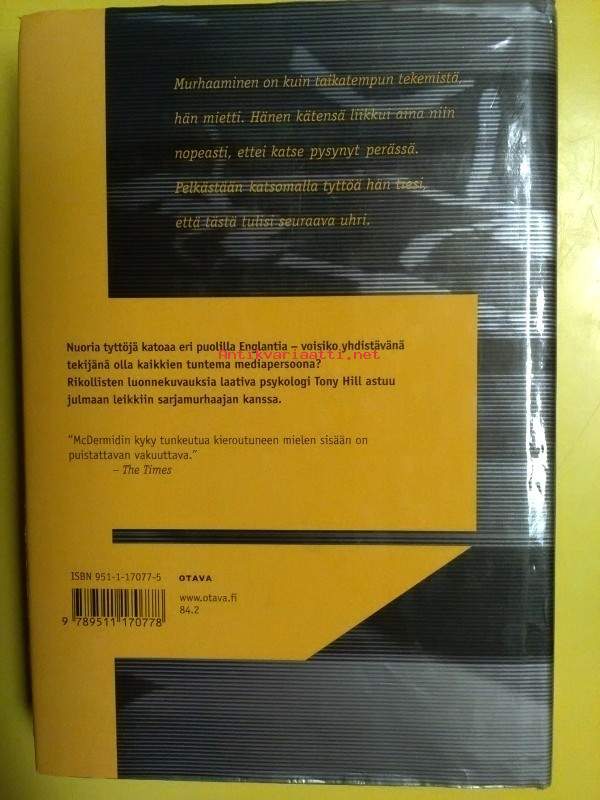 Murhaaminen on kuin taikatempun tekemistä,
hän mietti. Hänen kätensä liikkui aina niin
nopeasti, ettei katse pysynyt perässä.
Pelkästään katsomalla tyttöä hän tiesi,
että tästä tulisi seuraava uhri.
Nuoria tyttöjä katoaa eri puolilla Englantia – voisiko yhdistävänä
Antikvariaatti.net
tekijänä olla kaikkien tuntema mediapersoona?
Rikollisten luonnekuvauksia laativa psykologi Tony Hill astuu
julmaan leikkiin sarjamurhaajan kanssa.
"McDermidin kyky tunkeutua kieroutuneen mielen sisään on
puistattavan vakuuttava."
– The Times
ISBN 951-1-17077-5
OTAVA
www.otava.fi
84.2
9 789511 170778